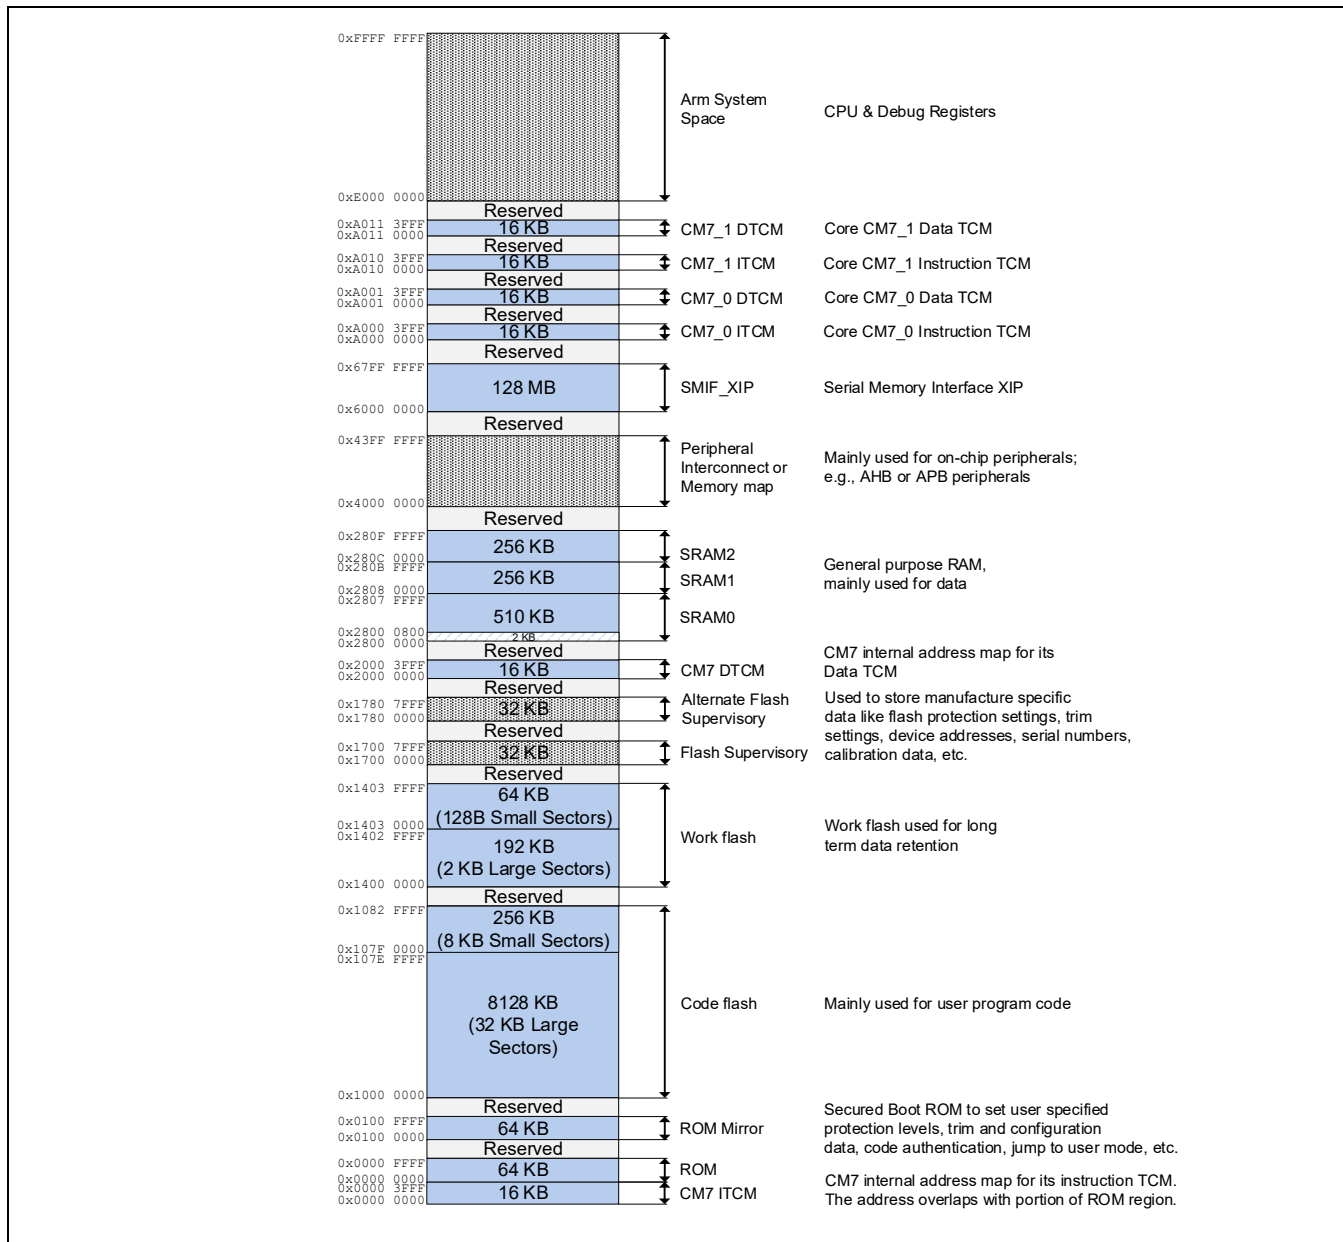 0xFFFF FFFF
Arm System
Space
CPU & Debug Registers
0xE000 0000
Reserved
0xA011 3FFF
16 KB
CM7_1 DTCM
Core CM7_1 Data TCM
0xA011 0000
Reserved
0xA010 3FFF
16 KB
CM7_1 ITCM
Core CM7_1 Instruction TCM
0xA010 0000
Reserved
0xA001 3FFF
16 KB
CM7_0 DTCM
Core CM7_0 Data TCM
0xA001 0000
Reserved
0xA000 3FFF
16 KB
CM7_0 ITCM
Core CM7_0 Instruction TCM
0xA000 0000
Reserved
0x67FF FFFF
128 MB
SMIF_XIP
Serial Memory Interface XIP
0x6000 0000
Reserved
0x43FF FFFF
Peripheral
Interconnect or
Memory map
Mainly used for on-chip peripherals;
e.g., AHB or APB peripherals
0x4000 0000
Reserved
0x280F FFFF
256 KB
SRAM2
0x280C 0000
0x280B FFFF
256 KB
SRAM1
General purpose RAM,
mainly used for data
0x2808 0000
0x2807 FFFF
510 KB
SRAM0
0x2800 0800
2 KB
0x2800 0000
Reserved
0x2000 3FFF
16 KB
CM7 DTCM
CM7 internal address map for its
Data TCM
0x2000 0000
Reserved
0x1780 7FFF
32 KB
Alternate Flash
Supervisory
0x1780 0000
Reserved
Used to store manufacture specific
data like flash protection settings, trim
settings, device addresses, serial numbers,
calibration data, etc.
0x1700 7FFF
32 KB
Flash Supervisory
0x1700 0000
Reserved
0x1403 FFFF
64 KB
(128B Small Sectors)
0x1403 0000
0x1402 FFFF
192 KB
(2 KB Large Sectors)
Work flash
Work flash used for long
term data retention
0x1400 0000
Reserved
0x1082 FFFF
256 KB
(8 KB Small Sectors)
0x107F 0000
0x107E FFFF
8128 KB
(32 KB Large
Sectors)
Code flash
Mainly used for user program code
0x1000 0000
Reserved
0x0100 FFFF
64 KB
ROM Mirror
0x0100 0000
Reserved
Secured Boot ROM to set user specified
protection levels, trim and configuration
data, code authentication, jump to user mode, etc.
0x0000 FFFF
64 KB
ROM
0x0000 0000
0x0000 3FFF
16 KB
CM7 ITCM
0x0000 0000
CM7 internal address map for its instruction TCM.
The address overlaps with portion of ROM region.